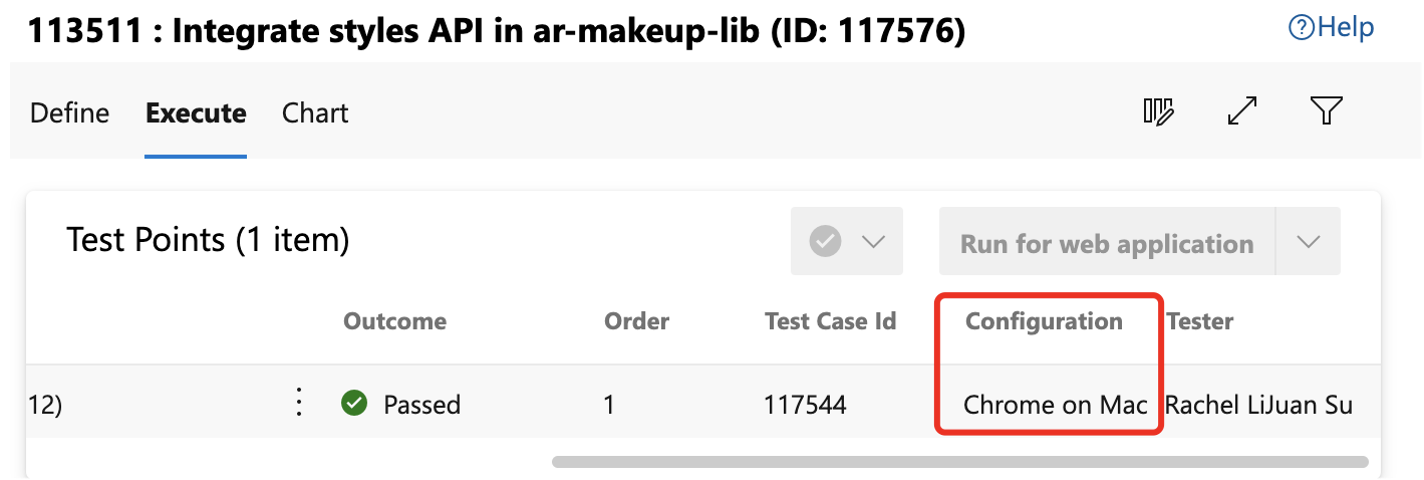 113511 : Integrate styles API in ar-makeup-lib (ID: 117576)
Help
Define Execute Chart
Test Points (1 item)
Run for web application
Outcome Order Test Case Id Configuration Tester
12) Passed 1 117544 Chrome on Mac Rachel LiJuan Su